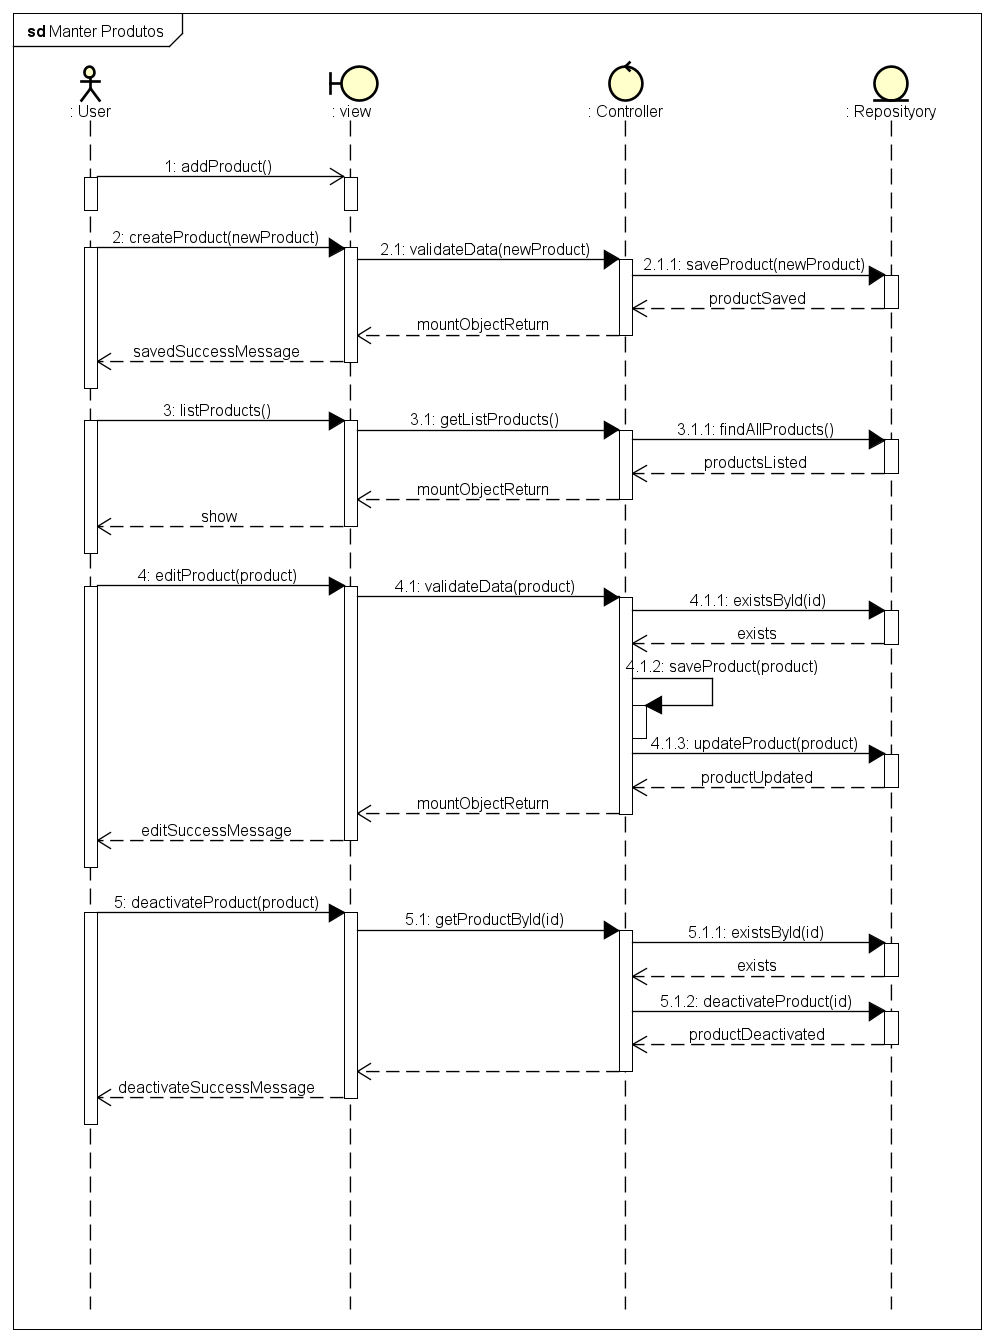 sd Manter Produtos
: User
: view
: Controller
: Reposityory
1: addProduct()
2: createProduct(newProduct)
2.1: validateData(newProduct)
2.1.1: saveProduct(newProduct)
productSaved
mountObjectReturn
savedSuccessMessage
3: listProducts()
3.1: getListProducts()
3.1.1: findAllProducts()
productsListed
mountObjectReturn
show
4: editProduct(product)
4.1: validateData(product)
4.1.1: existsById(id)
exists
4.1.2: saveProduct(product)
4.1.3: updateProduct(product)
productUpdated
mountObjectReturn
editSuccessMessage
5: deactivateProduct(product)
5.1: getProductById(id)
5.1.1: existsById(id)
exists
5.1.2: deactivateProduct(id)
productDeactivated
deactivateSuccessMessage